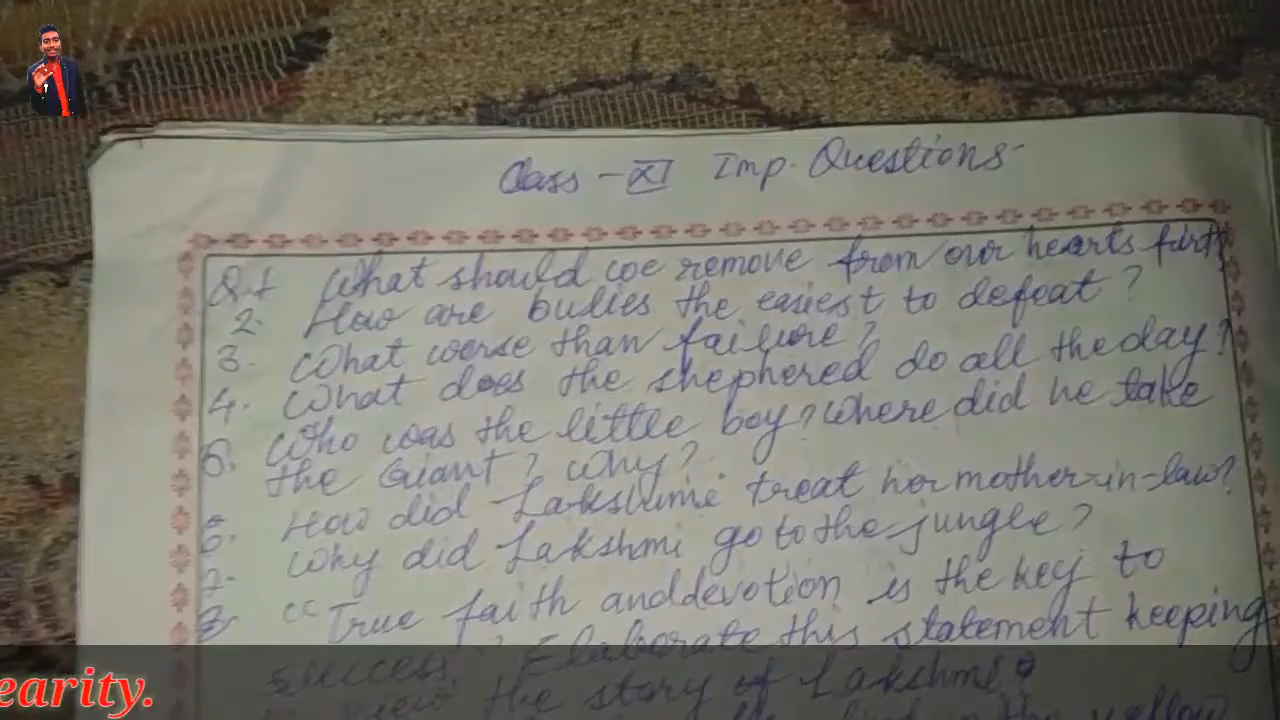 Class - XI Imp. Questions-
Q.1 What should we remove from our hearts first?
2. How are bulies the easiest to defeat?
3. What worse than failure?
4. What does the shephered do all the day?
5. Who was the little boy? Where did he take
the Giant? Why?
6. How did Lakshmi treat her mother-in-law?
7. Why did Lakshmi go to the jungle?
8. "True faith and devotion is the key to
success." Elaborate this statement keeping
view the story of Lakshmi.
earity.